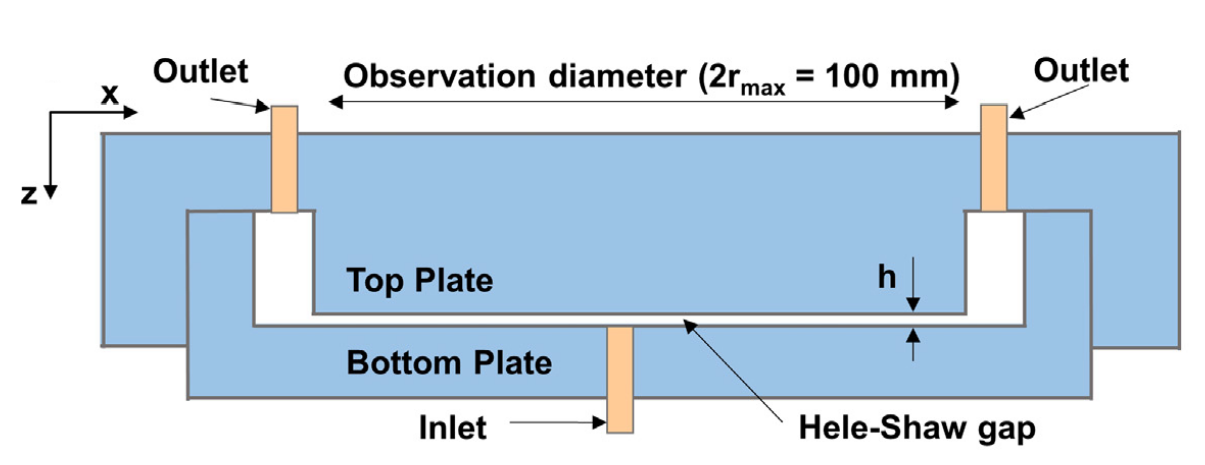 Outlet
Observation diameter (2rmax = 100 mm)
Outlet
x
z
h
Top Plate
Bottom Plate
Inlet
Hele-Shaw gap